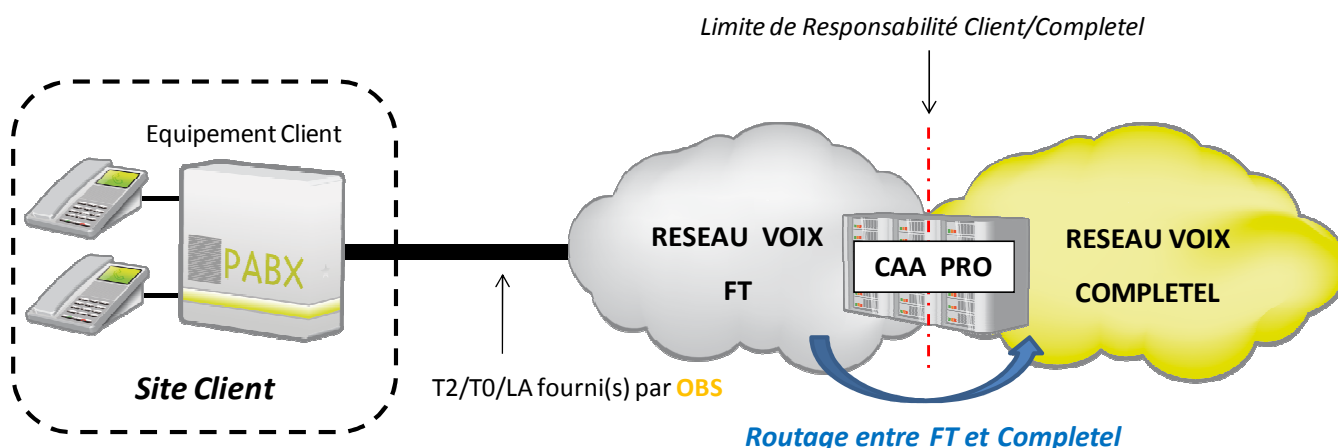 Limite de Responsabilité Client/Completel
Equipement Client
PABX
RESEAU VOIX
FT
CAA PRO
RESEAU VOIX
COMPLETEL
Site Client
T2/T0/LA fourni(s) par OBS
Routage entre FT et Completel